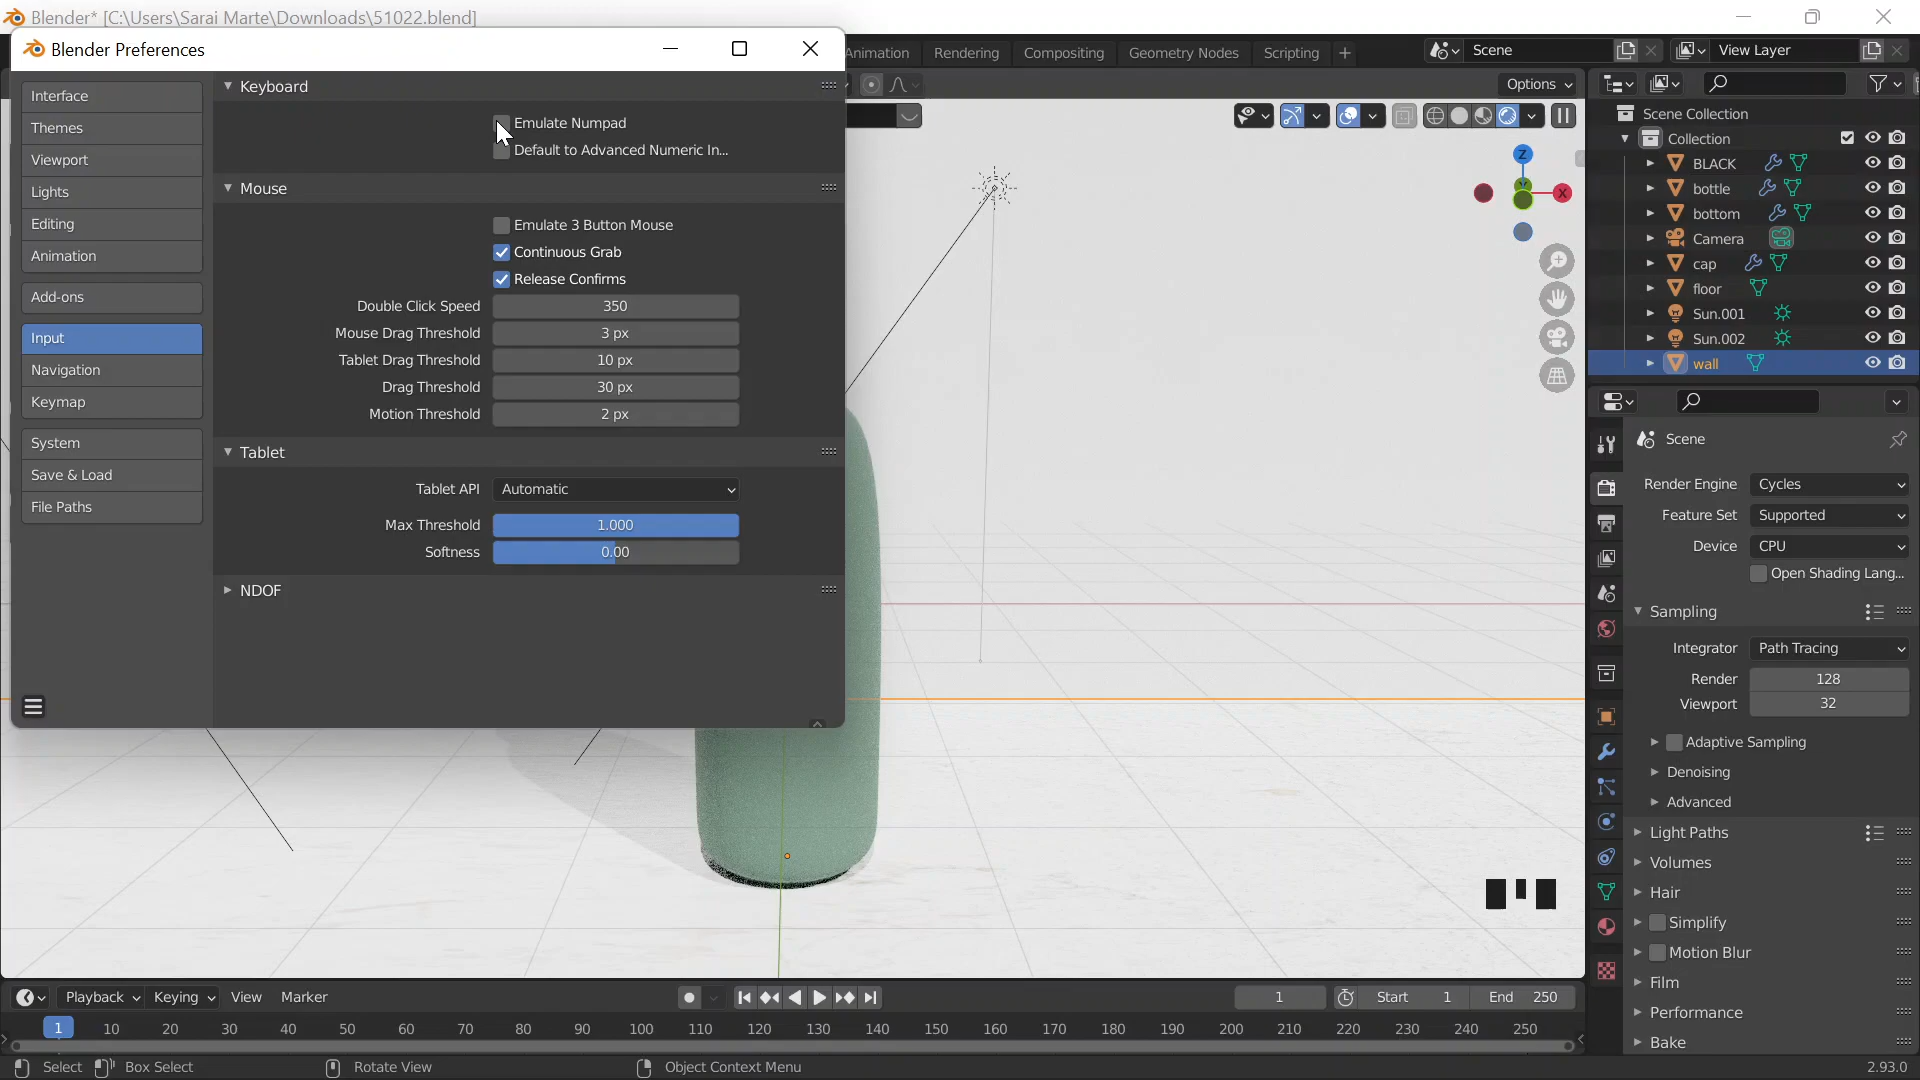 Blender* [C:\Users\Sarai Marte\Downloads\51022.blend]
Blender Preferences
Animation
Rendering
Compositing
Geometry Nodes
Scripting
+
Scene
View Layer
Interface
Themes
Viewport
Lights
Editing
Animation
Add-ons
Input
Navigation
Keymap
System
Save & Load
File Paths
Keyboard
Emulate Numpad
Default to Advanced Numeric In...
Mouse
Emulate 3 Button Mouse
Continuous Grab
Release Confirms
Double Click Speed 350
Mouse Drag Threshold 3 px
Tablet Drag Threshold 10 px
Drag Threshold 30 px
Motion Threshold 2 px
Tablet
Tablet API Automatic
Max Threshold 1.000
Softness 0.00
NDOF
Options
Z
X
Scene Collection
Collection
BLACK
bottle
bottom
Camera
cap
floor
Sun.001
Sun.002
wall
Scene
Render Engine Cycles
Feature Set Supported
Device CPU
Open Shading Lang...
Sampling
Integrator Path Tracing
Render 128
Viewport 32
Adaptive Sampling
Denoising
Advanced
Light Paths
Volumes
Hair
Simplify
Motion Blur
Film
Performance
Bake
Playback Keying View Marker
1 Start 1 End 250
1 10 20 30 40 50 60 70 80 90 100 110 120 130 140 150 160 170 180 190 200 210 220 230 240 250
Select Box Select Rotate View Object Context Menu 2.93.0